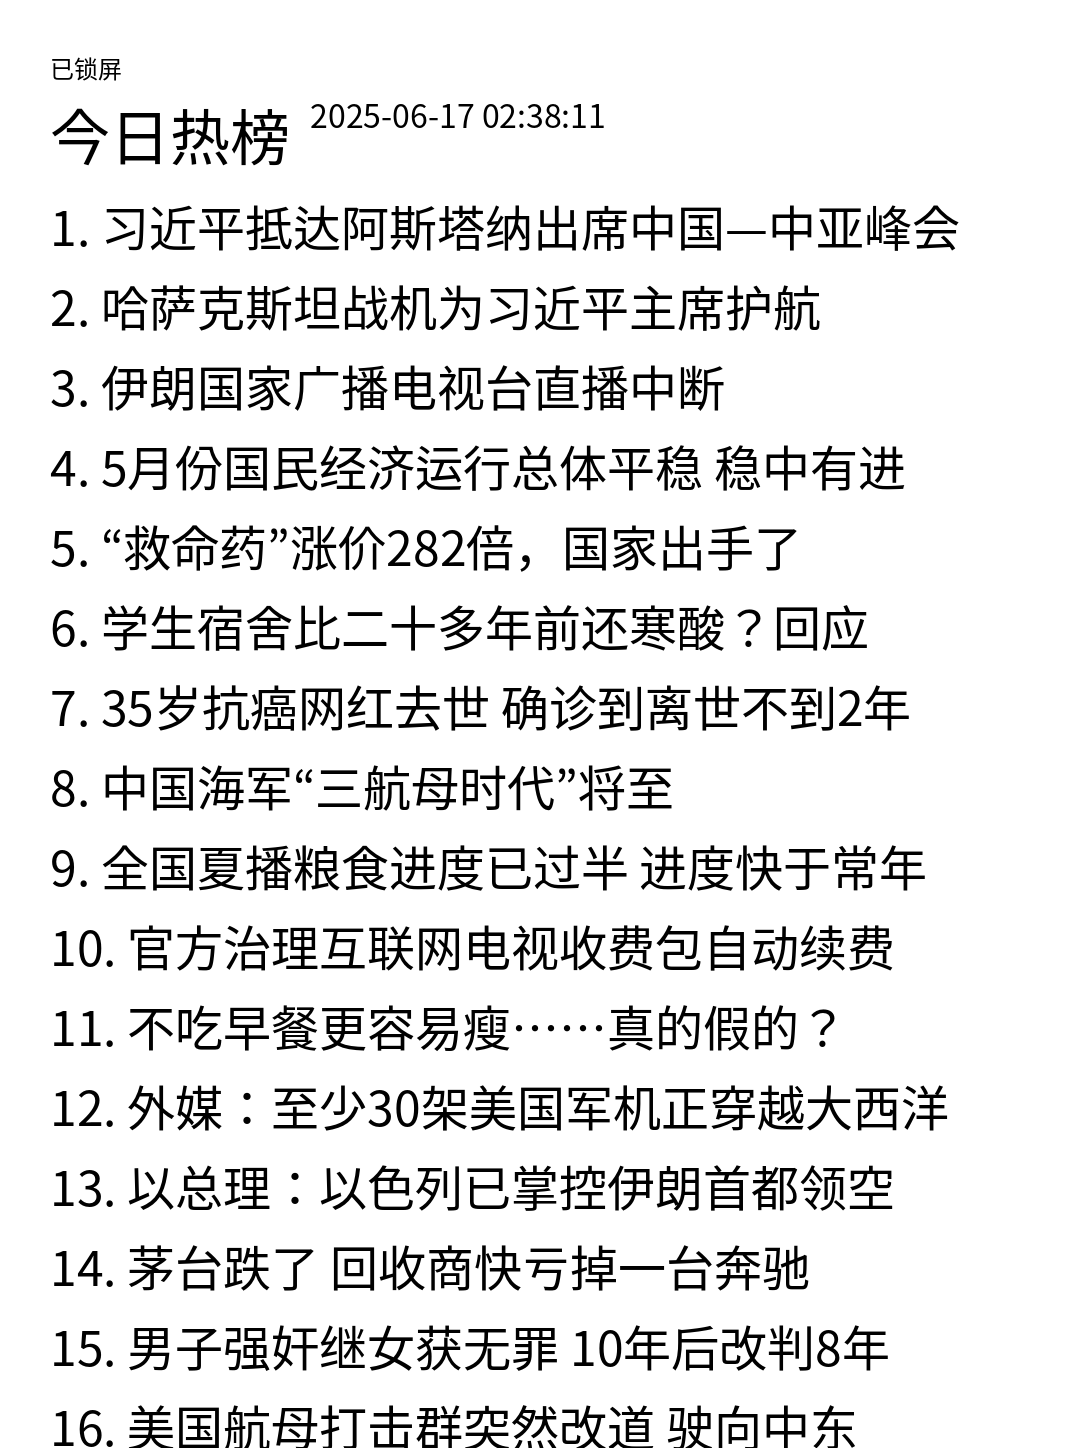 已锁屏
今日热榜 2025-06-17 02:38:11
1. 习近平抵达阿斯塔纳出席中国—中亚峰会
2. 哈萨克斯坦战机为习近平主席护航
3. 伊朗国家广播电视台直播中断
4. 5月份国民经济运行总体平稳 稳中有进
5. “救命药”涨价282倍，国家出手了
6. 学生宿舍比二十多年前还寒酸？回应
7. 35岁抗癌网红去世 确诊到离世不到2年
8. 中国海军“三航母时代”将至
9. 全国夏播粮食进度已过半 进度快于常年
10. 官方治理互联网电视收费包自动续费
11. 不吃早餐更容易瘦……真的假的？
12. 外媒：至少30架美国军机正穿越大西洋
13. 以总理：以色列已掌控伊朗首都领空
14. 茅台跌了 回收商快亏掉一台奔驰
15. 男子强奸继女获无罪 10年后改判8年
16. 美国航母打击群突然改道 驶向中东